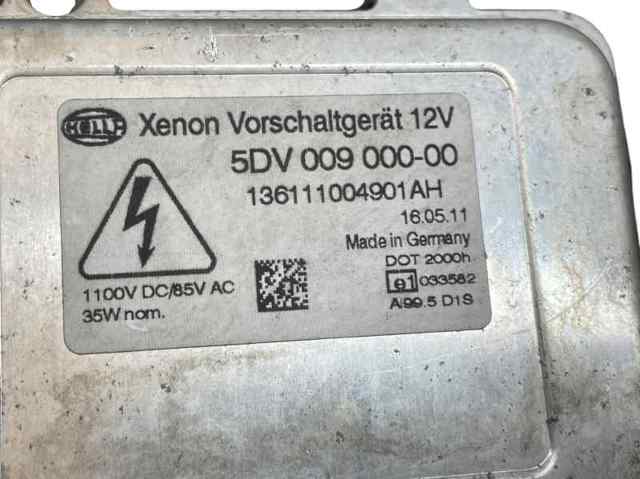 HELLA Xenon Vorschaltgerät 12V
5DV 009 000-00
136111004901AH
16.05.11
Made in Germany
DOT 2000h
e1 033582
A|99.5 D1S
1100V DC/85V AC
35W nom.